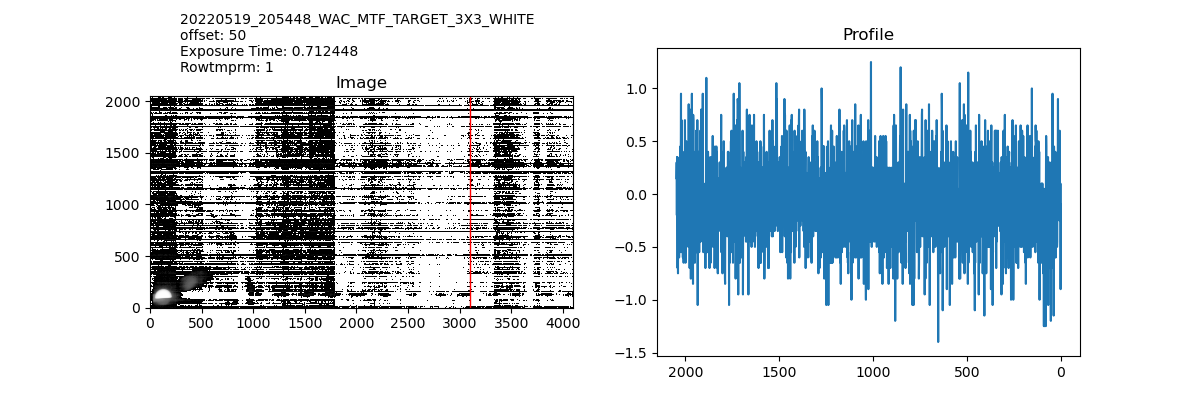 20220519_205448_WAC_MTF_TARGET_3X3_WHITE
offset: 50
Exposure Time: 0.712448
Rowtmprm: 1
Image
2000
1500
1000
500
0
0 500 1000 1500 2000 2500 3000 3500 4000
Profile
1.0
0.5
0.0
−0.5
−1.0
−1.5
2000 1500 1000 500 0